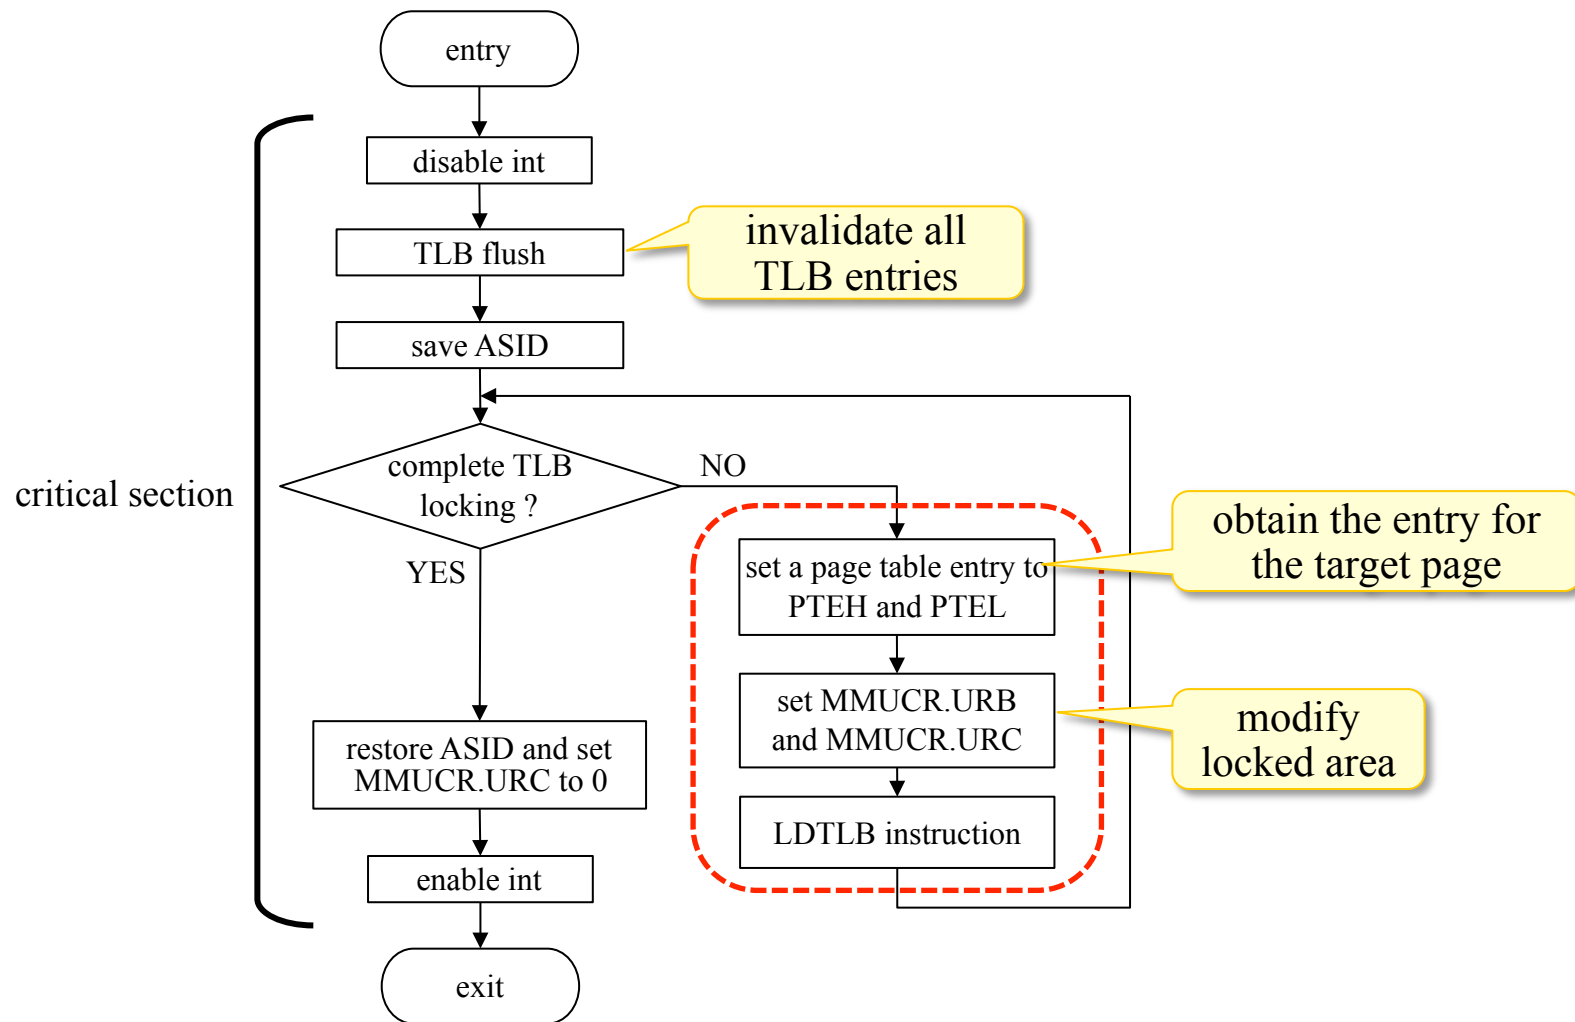 entry
disable int
TLB flush
invalidate all
TLB entries
save ASID
complete TLB
locking ?
NO
YES
critical section
set a page table entry to
PTEH and PTEL
obtain the entry for
the target page
set MMUCR.URB
and MMUCR.URC
modify
locked area
restore ASID and set
MMUCR.URC to 0
LDTLB instruction
enable int
exit